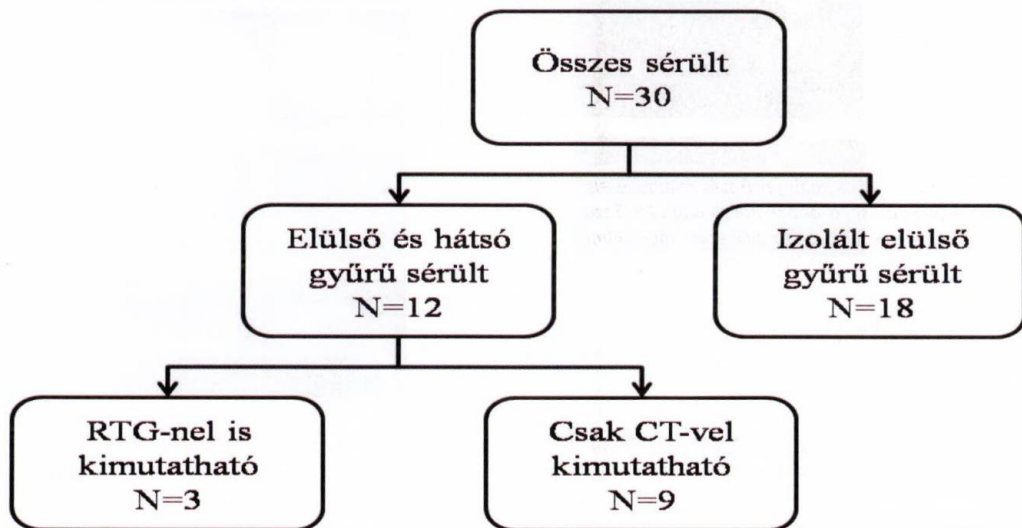 Összes sérült
N=30
Elülső és hátsó
gyűrű sérült
N=12
Izolált elülső
gyűrű sérült
N=18
RTG-nel is
kimutatható
N=3
Csak CT-vel
kimutatható
N=9